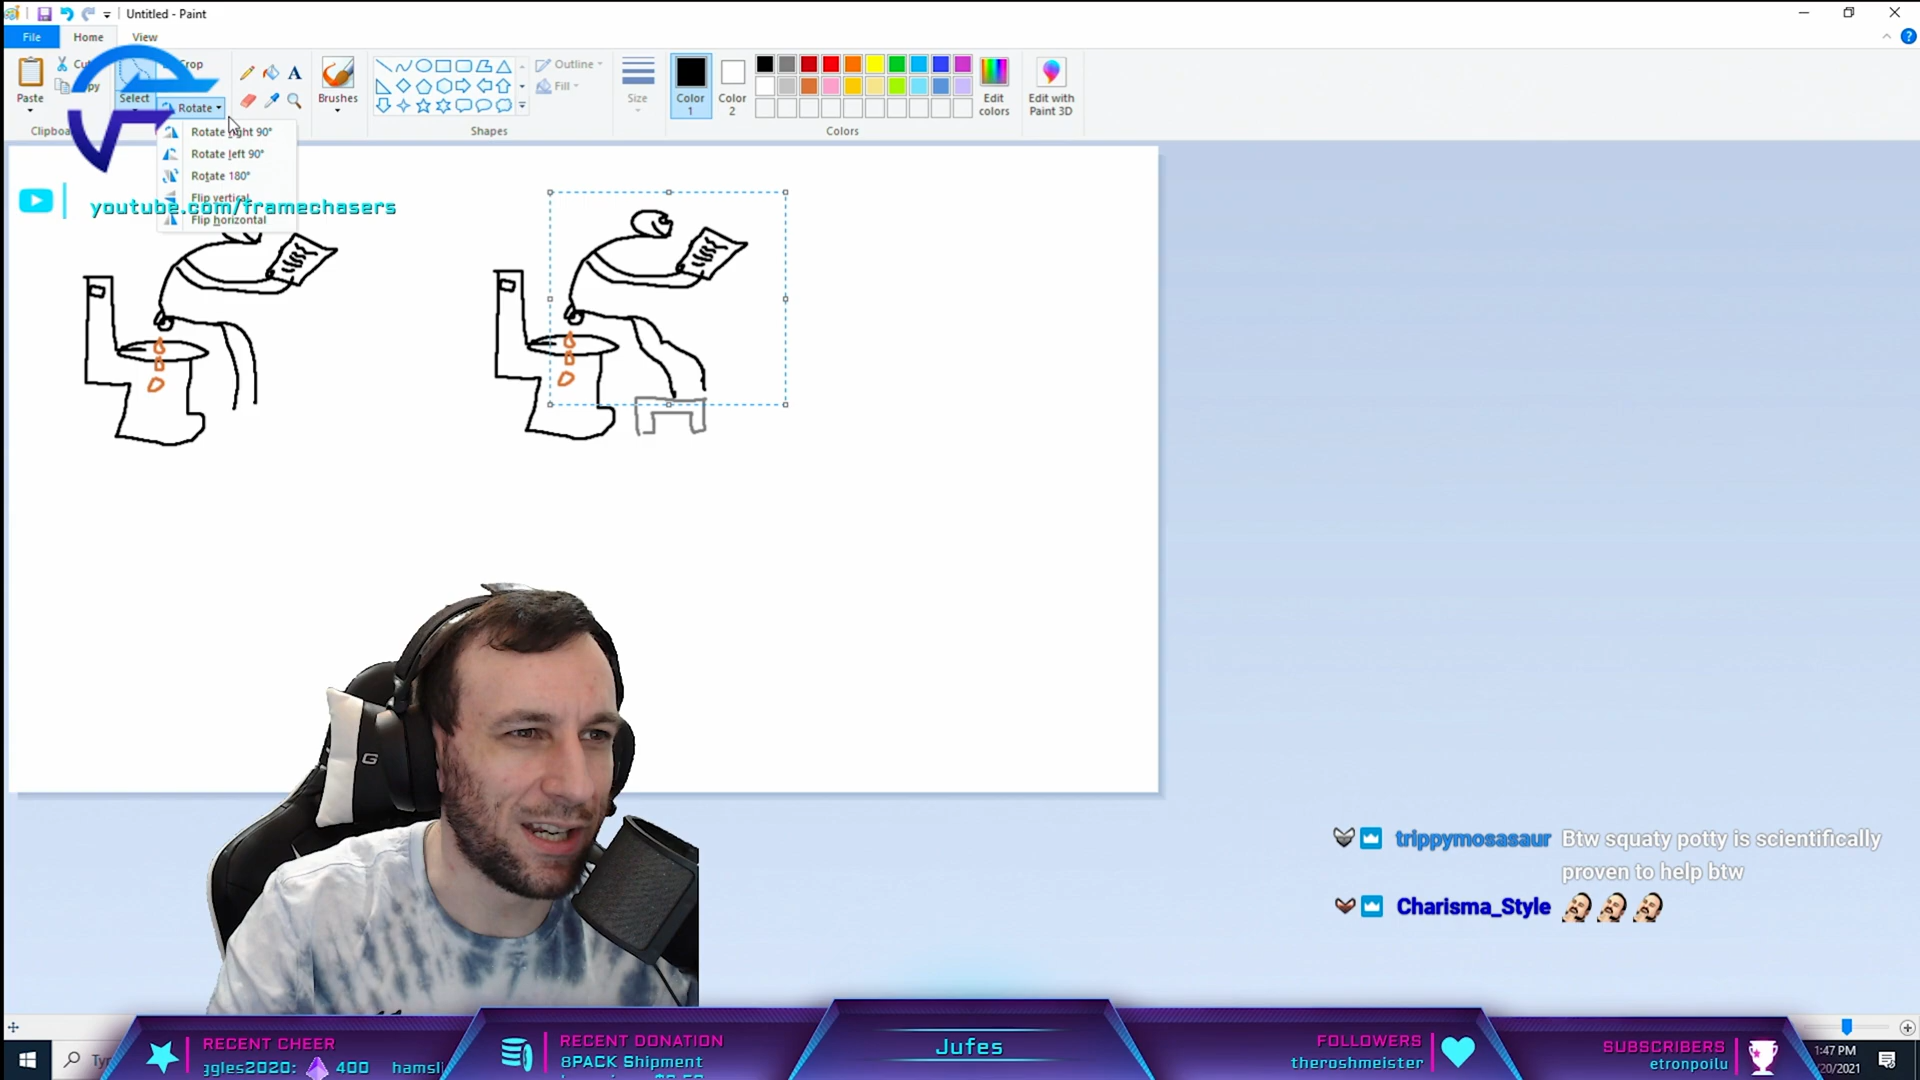 Untitled - Paint
File Home View
Paste
Select
Rotate
Brushes
Outline
Fill
Size
Color 1
Color 2
Edit colors
Edit with Paint 3D
Shapes
Colors
Rotate right 90°
Rotate left 90°
Rotate 180°
Flip vertical
Flip horizontal
youtube.com/framechasers
trippymosasaur Btw squaty potty is scientifically
proven to help btw
Charisma_Style
RECENT CHEER
ggles2020: 400
RECENT DONATION
8PACK Shipment
Jufes
FOLLOWERS
theroshmeister
SUBSCRIBERS
etronpoilu
1:47 PM